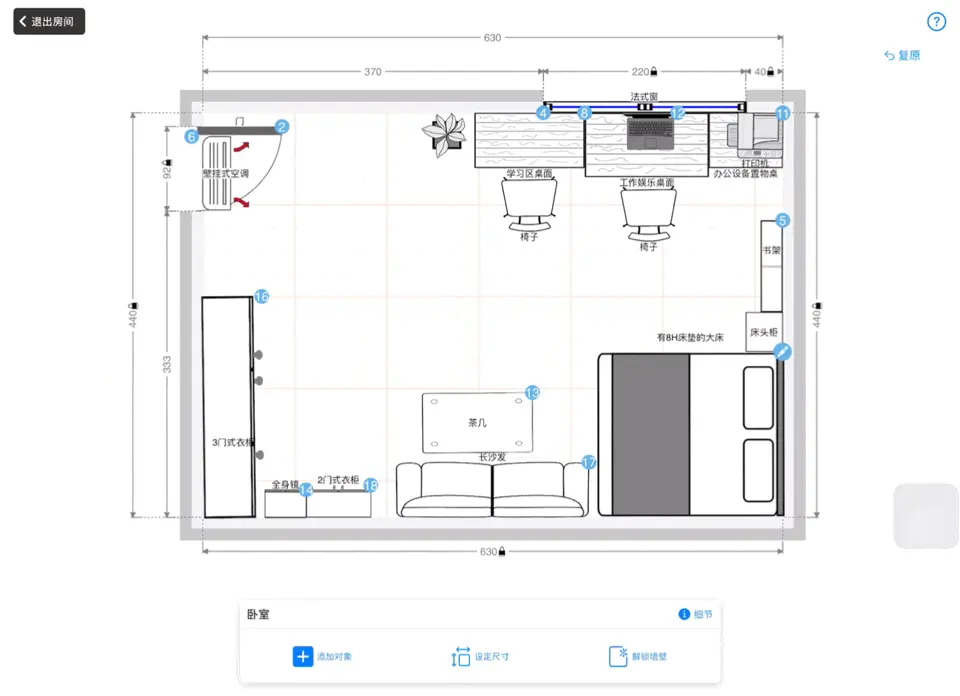 退出房间
?
复原
630
370
220
40
法式窗
4
8
12
11
门
2
6
壁挂式空调
92
打印机
学习区桌面
工作娱乐桌面
办公设备置物桌
椅子
椅子
5
书架
440
440
333
18
床头柜
有8H床垫的大床
13
茶几
3门式衣柜
长沙发
17
全身镜
14
2门式衣柜
18
630
卧室
细节
添加对象
设定尺寸
解锁墙壁